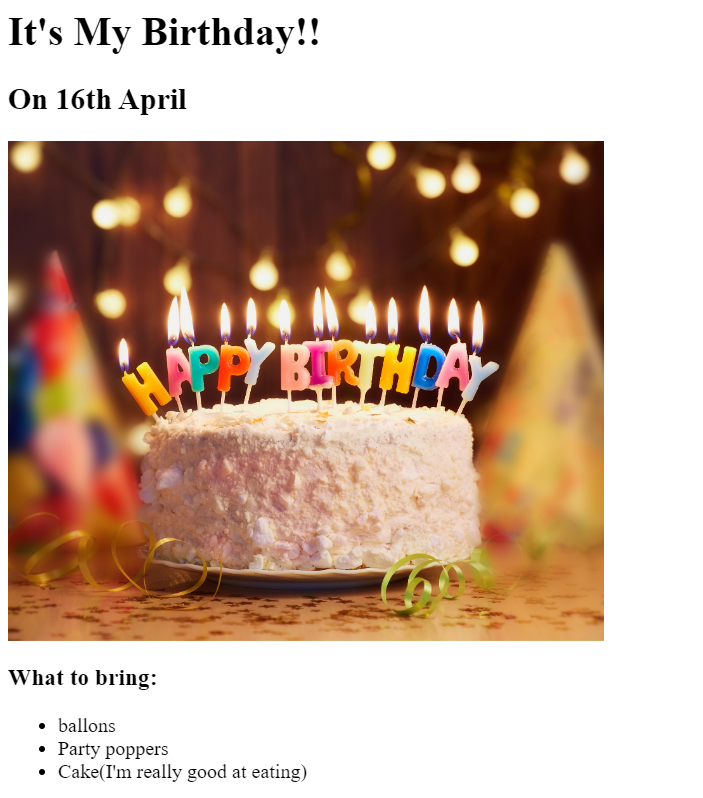 It's My Birthday!!
On 16th April
HAPPY BIRTHDAY
What to bring:
ballons
Party poppers
Cake(I'm really good at eating)